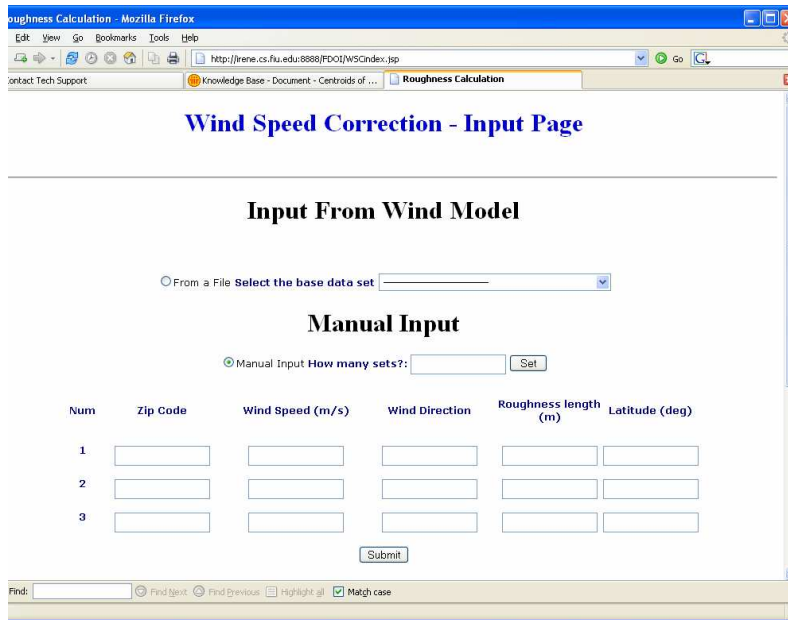 oughness Calculation - Mozilla Firefox
Edit View Go Bookmarks Tools Help
http://irene.cs.fiu.edu:8888/FDOI/WSCindex.jsp Go G
Contact Tech Support Knowledge Base - Document - Centroids of ... Roughness Calculation
Wind Speed Correction - Input Page
Input From Wind Model
From a File Select the base data set --------------------------
Manual Input
Manual Input How many sets?: Set
Num Zip Code Wind Speed (m/s) Wind Direction Roughness length (m) Latitude (deg)
1
2
3
Submit
Find: Find Next Find Previous Highlight all Match case